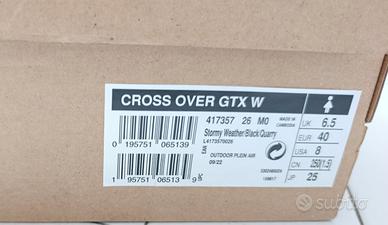 CROSS OVER GTX W
417357 26 M0
MADE IN
CAMBODIA
Stormy Weather/Black/Quarry
L4173570026
OUTDOOR PLEIN AIR
09/22
0 195751 065139
1 95751 06513 9
UK 6.5
EUR 40
USA 8
CN 250(1.5)
JP 25
subito